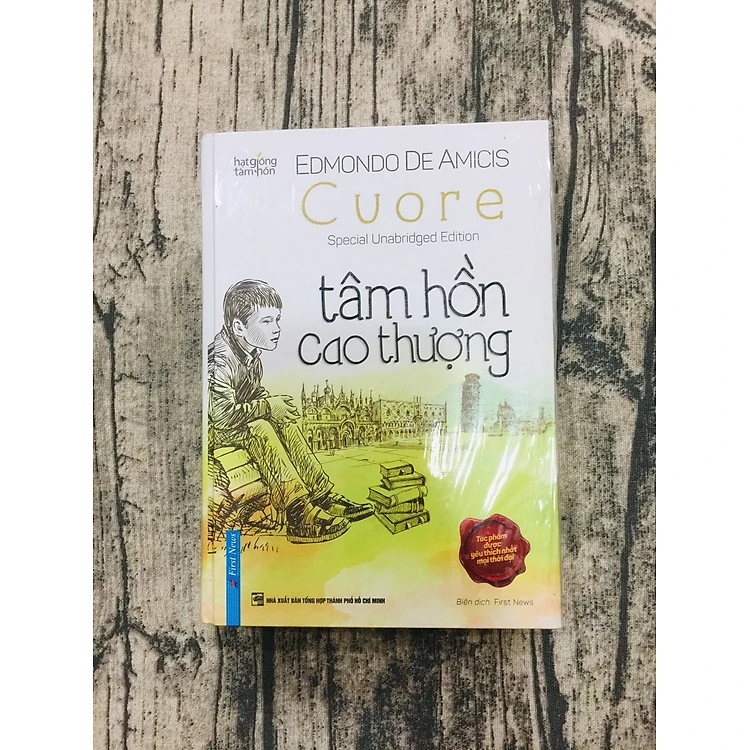 hạt giống
tâm hồn
EDMONDO DE AMICIS
Cuore
Special Unabridged Edition
tâm hồn
cao thượng
Tác phẩm
được
yêu thích nhất
mọi thời đại
First News
NHÀ XUẤT BẢN TỔNG HỢP THÀNH PHỐ HỒ CHÍ MINH
Biên dịch: First News